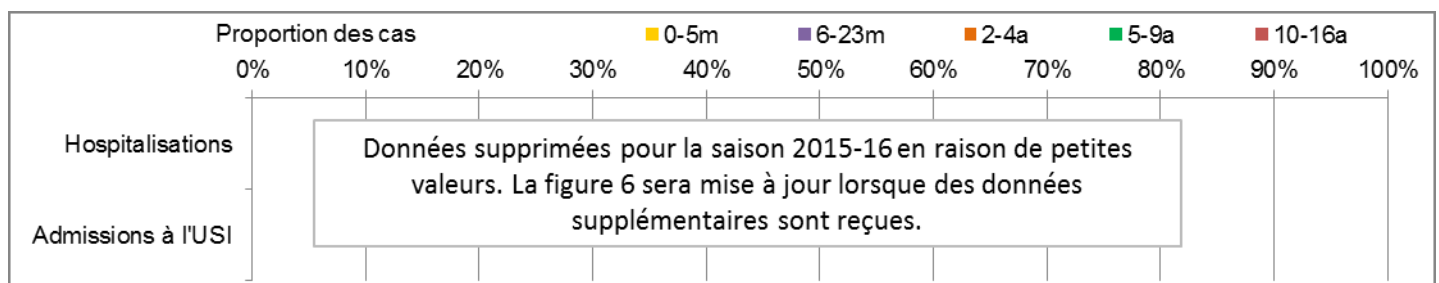 Proportion des cas 0-5m 6-23m 2-4a 5-9a 10-16a
0% 10% 20% 30% 40% 50% 60% 70% 80% 90% 100%
Hospitalisations
Données supprimées pour la saison 2015-16 en raison de petites
valeurs. La figure 6 sera mise à jour lorsque des données
supplémentaires sont reçues.
Admissions à l'USI